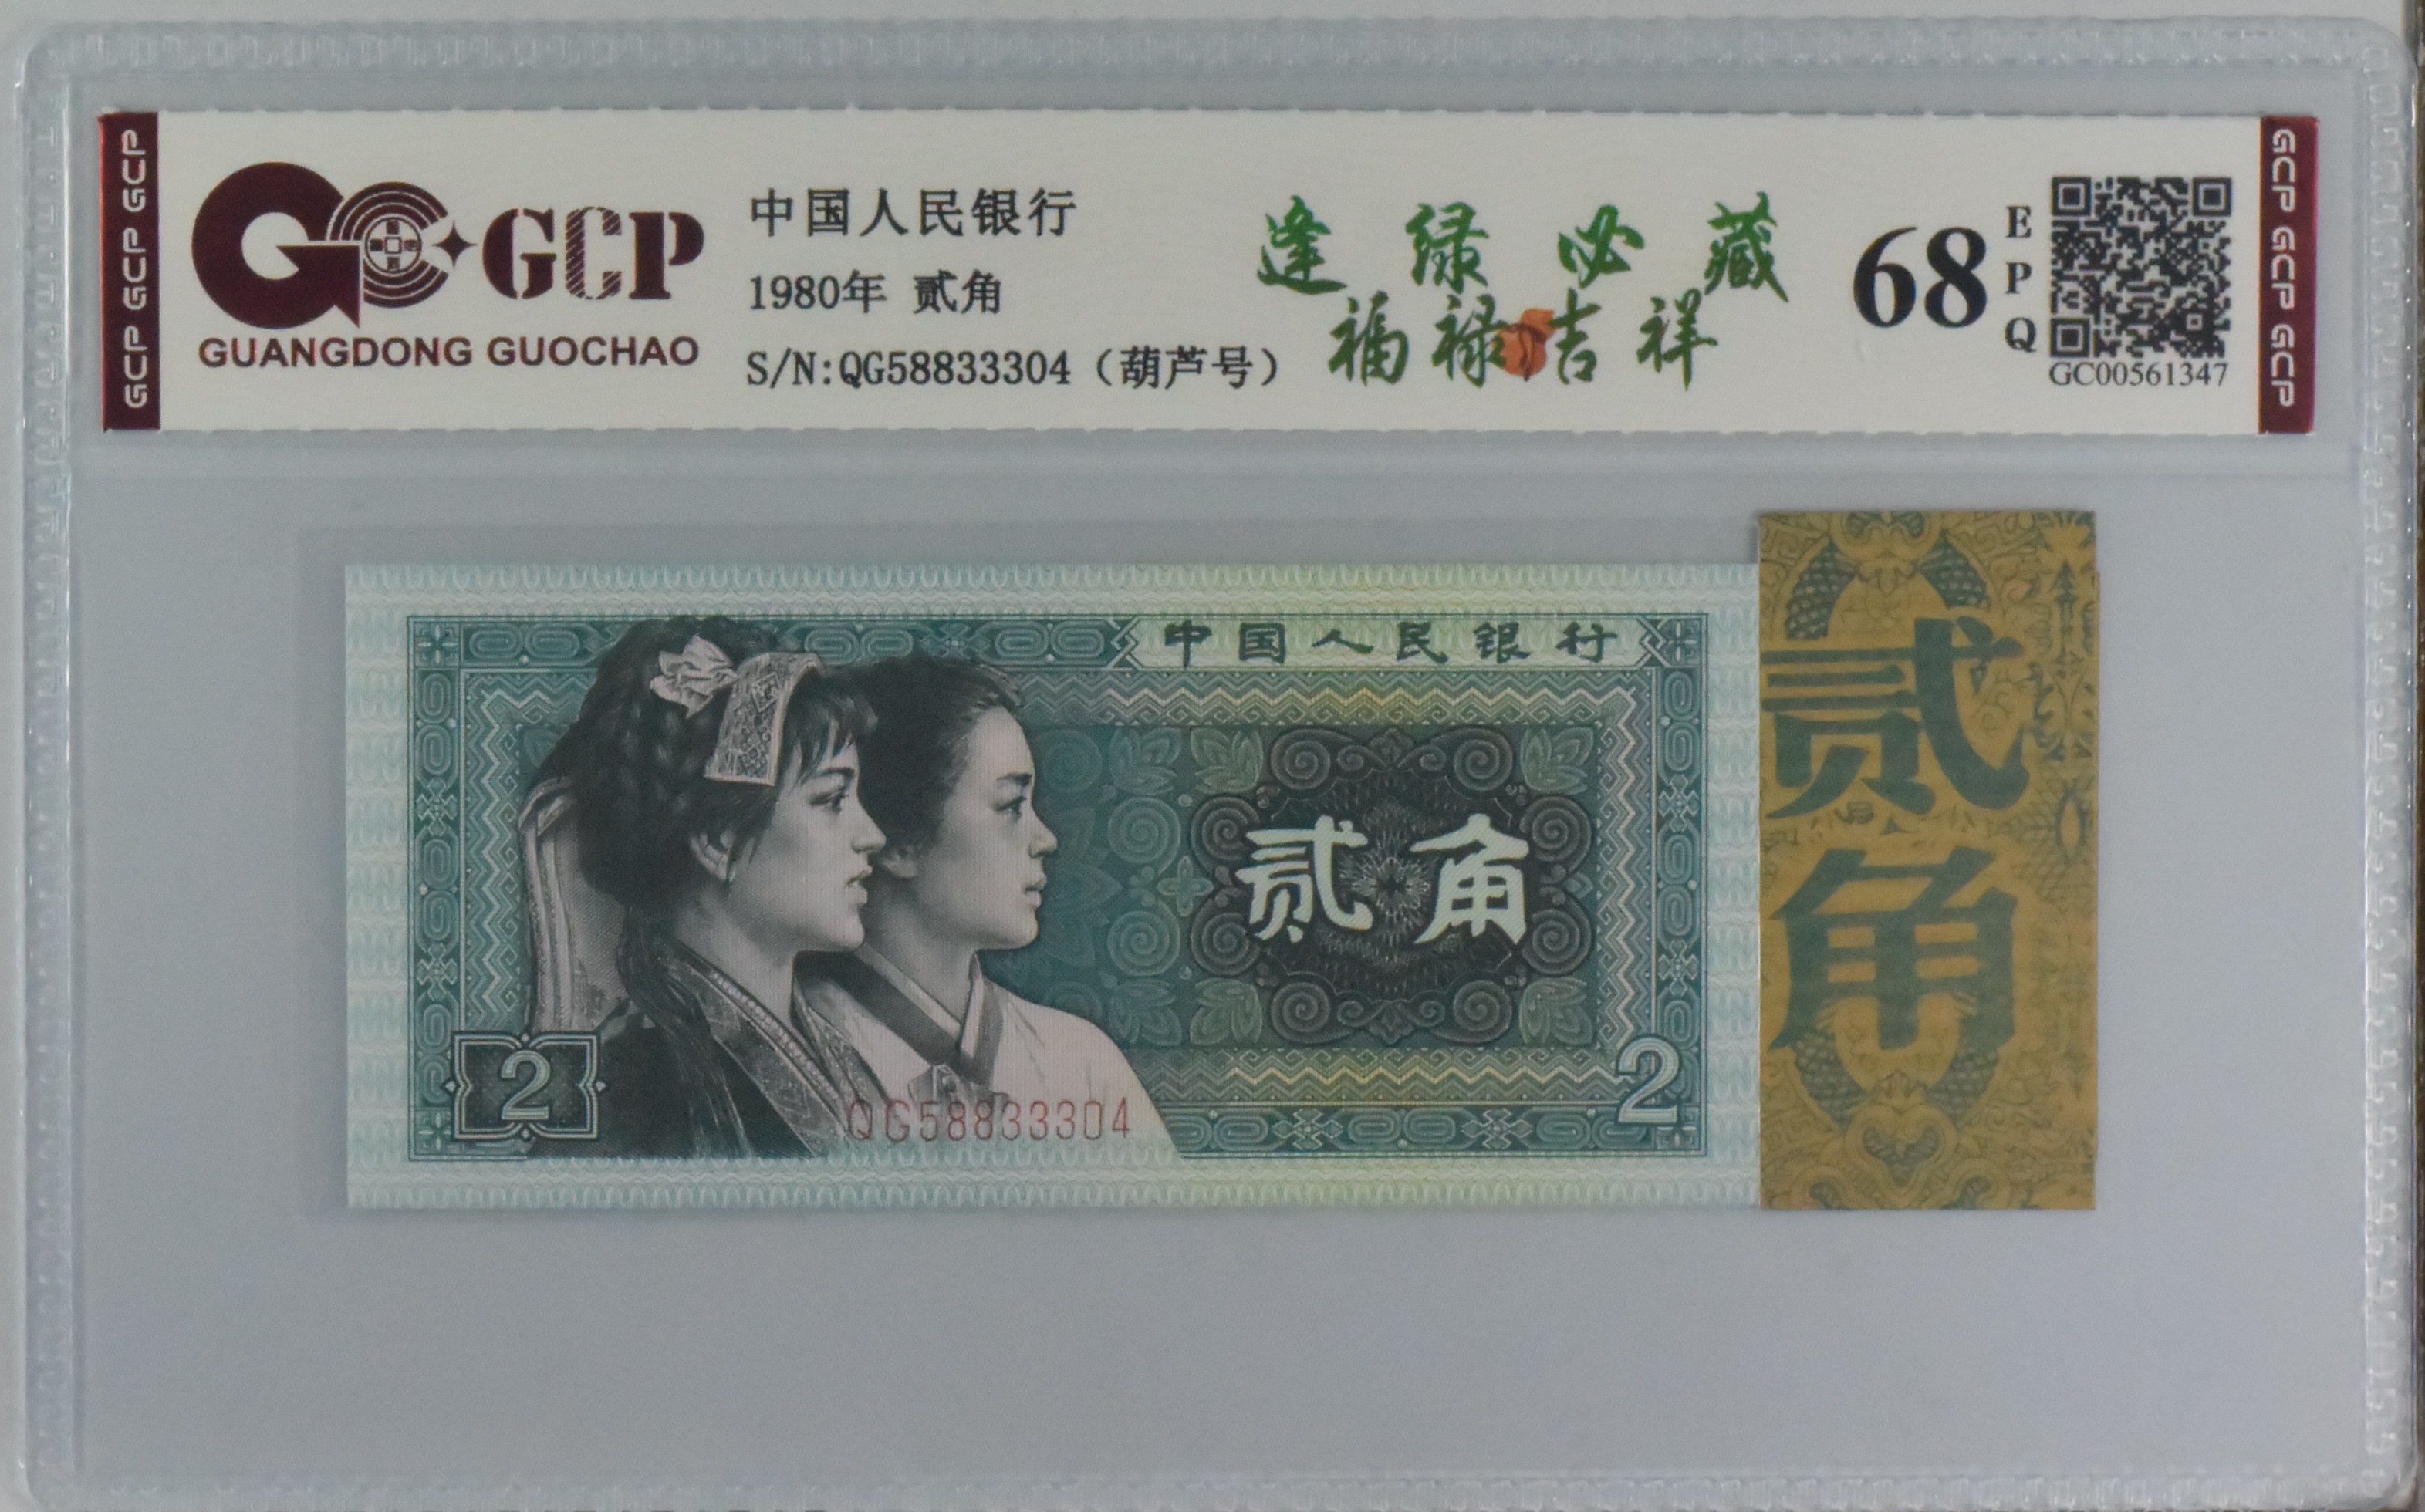 GCP GCP GCP
GCP
GUANGDONG GUOCHAO
中国人民银行
1980年 贰角
S/N:QG58833304（葫芦号）
逢绿必藏
福禄吉祥
68
EPQ
GC00561347
GCP GCP GCP
中国人民银行
贰角
2
QG58833304
2
贰角